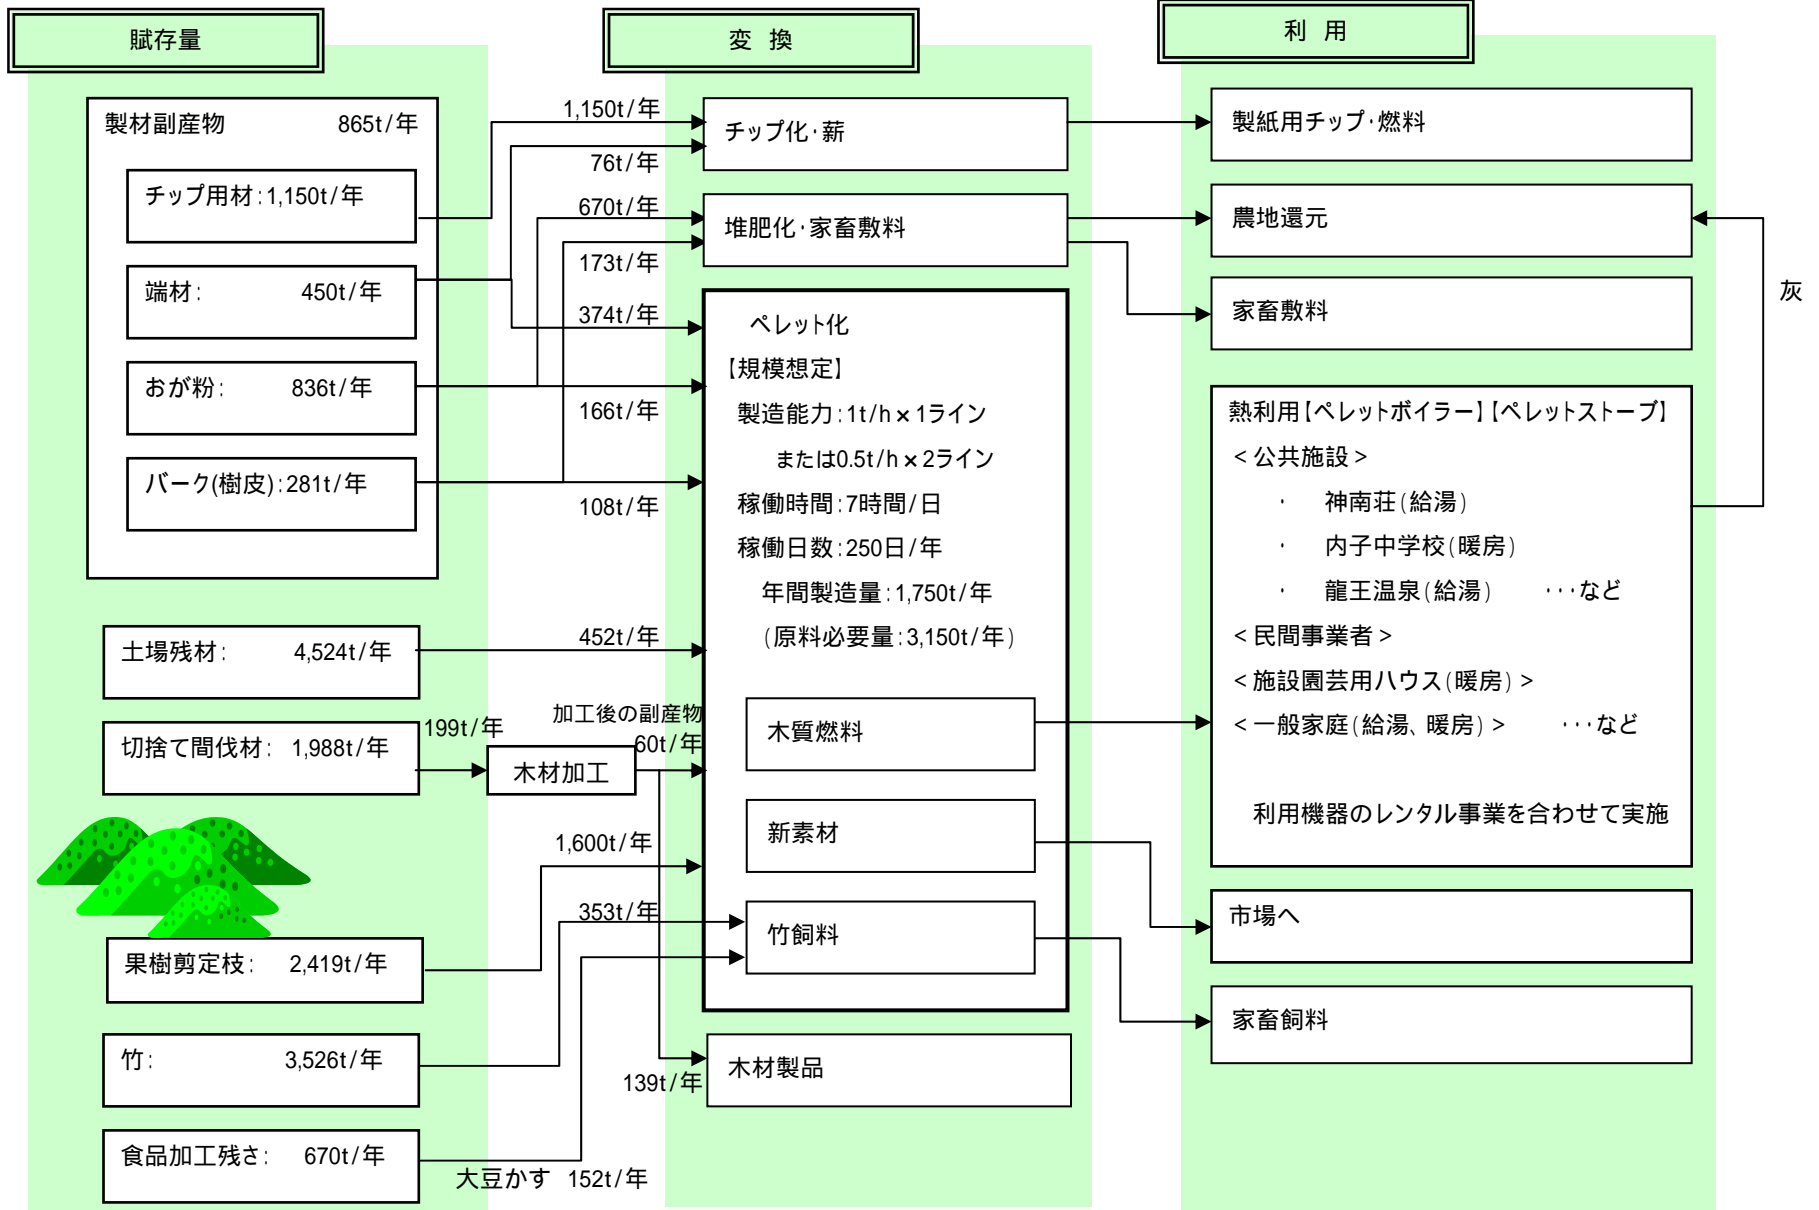 賦存量
変 換
利 用
製材副産物 865t/年
チップ用材:1,150t/年
端材: 450t/年
おが粉: 836t/年
バーク(樹皮):281t/年
土場残材: 4,524t/年
切捨て間伐材: 1,988t/年
果樹剪定枝: 2,419t/年
竹: 3,526t/年
食品加工残さ: 670t/年
1,150t/年
76t/年
670t/年
173t/年
374t/年
166t/年
108t/年
452t/年
199t/年
木材加工
加工後の副産物
60t/年
1,600t/年
353t/年
139t/年
大豆かす 152t/年
チップ化・薪
堆肥化・家畜敷料
ペレット化
【規模想定】
製造能力:1t/h×1ライン
または0.5t/h×2ライン
稼働時間:7時間/日
稼働日数:250日/年
年間製造量:1,750t/年
(原料必要量:3,150t/年)
木質燃料
新素材
竹飼料
木材製品
製紙用チップ・燃料
農地還元
家畜敷料
灰
熱利用【ペレットボイラー】【ペレットストーブ】
<公共施設>
・ 神南荘(給湯)
・ 内子中学校(暖房)
・ 龍王温泉(給湯) ・・・など
<民間事業者>
<施設園芸用ハウス(暖房)>
<一般家庭(給湯、暖房)> ・・・など
利用機器のレンタル事業を合わせて実施
市場へ
家畜飼料